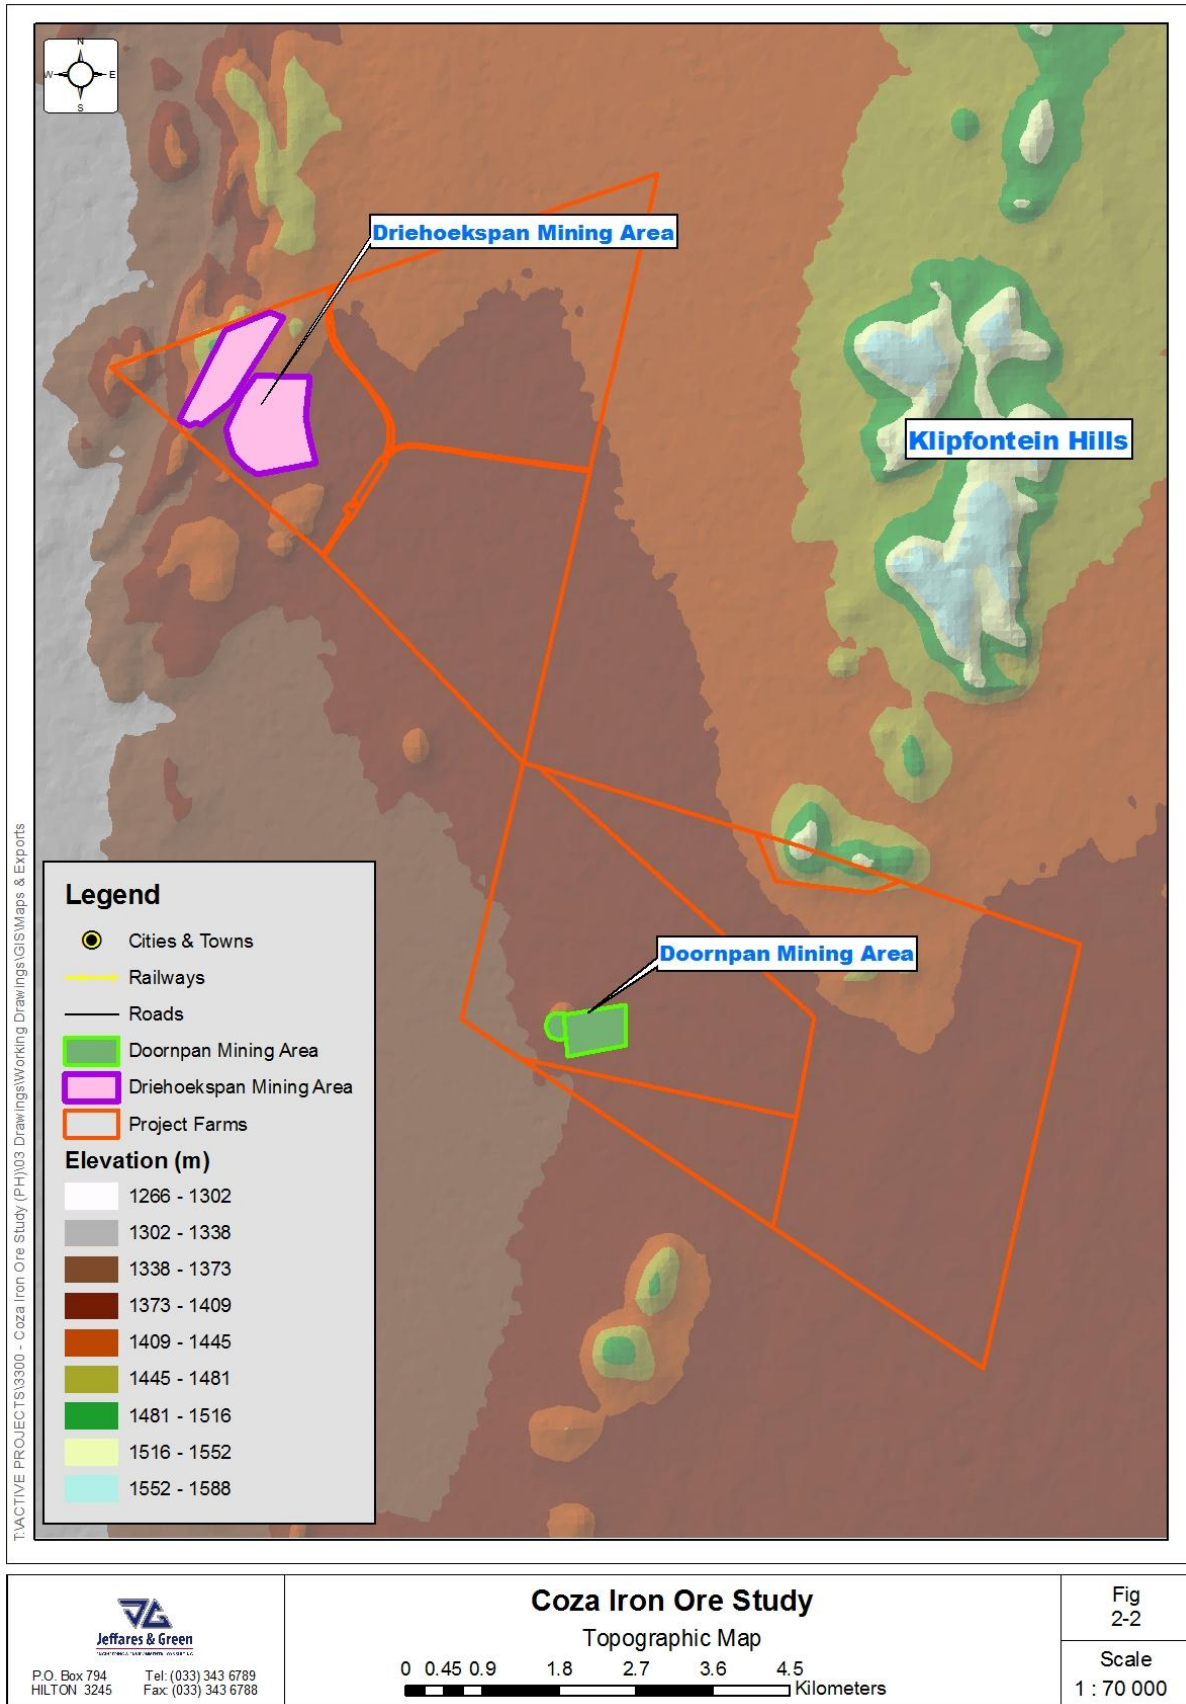 N
W
E
S
Driehoekspan Mining Area
Klipfontein Hills
Doornpan Mining Area
T:\ACTIVE PROJECTS\3300 - Coza Iron Ore Study (PH)\03 Drawings\Working Drawings\GIS\Maps & Exports
Legend
Cities & Towns
Railways
Roads
Doornpan Mining Area
Driehoekspan Mining Area
Project Farms
Elevation (m)
1266 - 1302
1302 - 1338
1338 - 1373
1373 - 1409
1409 - 1445
1445 - 1481
1481 - 1516
1516 - 1552
1552 - 1588
JG
Jeffares & Green
P.O. Box 794 Tel: (033) 343 6789
HILTON 3245 Fax: (033) 343 6788
Coza Iron Ore Study
Topographic Map
0 0.45 0.9 1.8 2.7 3.6 4.5
Kilometers
Fig
2-2
Scale
1 : 70 000